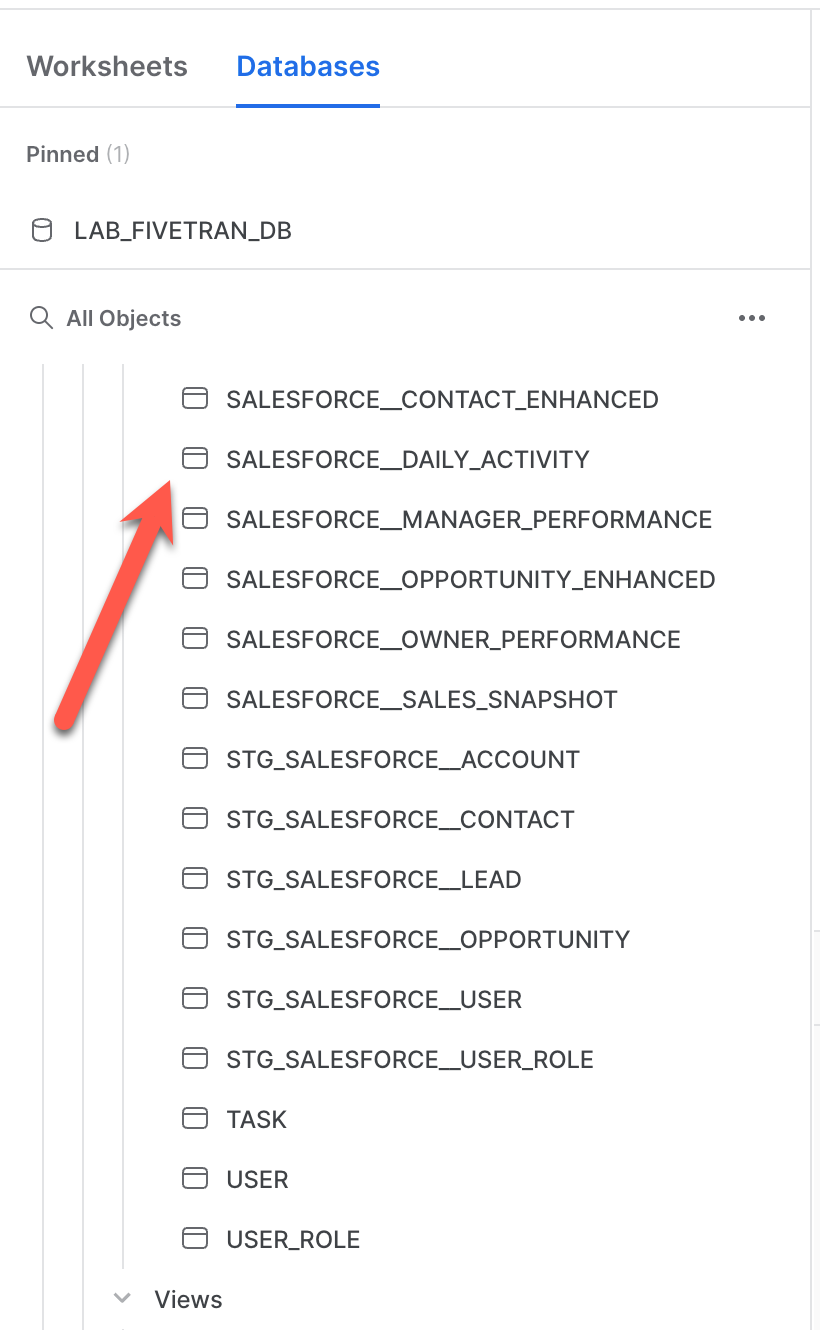 Worksheets Databases
Pinned (1)
LAB_FIVETRAN_DB
All Objects
SALESFORCE__CONTACT_ENHANCED
SALESFORCE__DAILY_ACTIVITY
SALESFORCE__MANAGER_PERFORMANCE
SALESFORCE__OPPORTUNITY_ENHANCED
SALESFORCE__OWNER_PERFORMANCE
SALESFORCE__SALES_SNAPSHOT
STG_SALESFORCE__ACCOUNT
STG_SALESFORCE__CONTACT
STG_SALESFORCE__LEAD
STG_SALESFORCE__OPPORTUNITY
STG_SALESFORCE__USER
STG_SALESFORCE__USER_ROLE
TASK
USER
USER_ROLE
Views